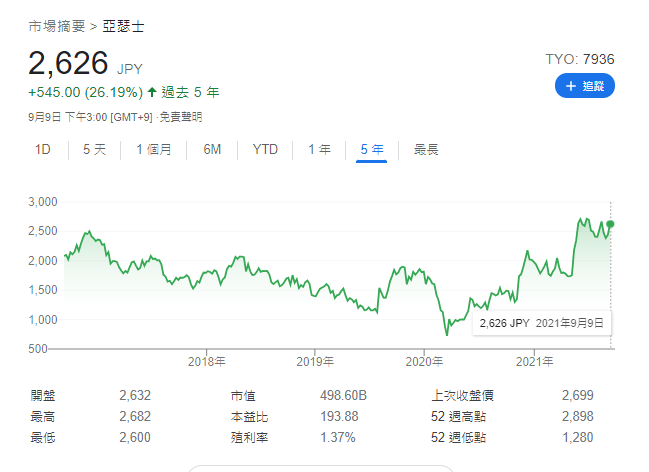 市場摘要 > 亞瑟士
2,626 JPY
TYO: 7936
+545.00 (26.19%) 過去 5 年
+ 追蹤
9月9日 下午3:00 [GMT+9] ·免責聲明
1D 5 天 1 個月 6M YTD 1 年 5 年 最長
3,000
2,500
2,000
1,500
1,000
500
2,626 JPY 2021年9月9日
2018年 2019年 2020年 2021年
開盤 2,632 市值 498.60B 上次收盤價 2,699
最高 2,682 本益比 193.88 52 週高點 2,898
最低 2,600 殖利率 1.37% 52 週低點 1,280